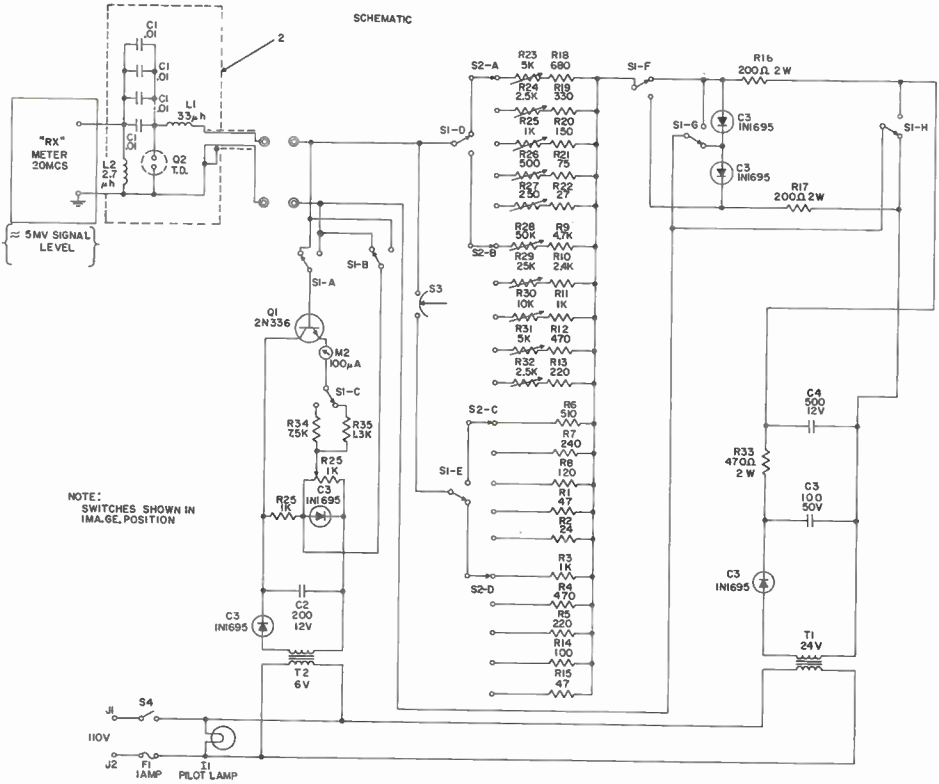 SCHEMATIC
2
C1
.01
C1
.01
C1
.01
C1
.01
L1
33μh
"RX"
METER
20MCS
L2
2.7
μh
Q2
T.D.
≈ 5MV SIGNAL
LEVEL
S1-A
S1-B
Q1
2N336
M2
100μA
S1-C
R34
7.5K
R35
1.3K
R25
1K
C3
1N1695
R25
1K
NOTE:
SWITCHES SHOWN IN
IMAGE, POSITION
C3
1N1695
C2
200
12V
T2
6V
J1
S4
110V
J2
F1
1AMP
I1
PILOT LAMP
S1-D
S3
S1-E
S2-A
R23
5K
R18
680
R24
2.5K
R19
330
R25
1K
R20
150
R26
500
R21
75
R27
250
R22
27
S2-B
R28
50K
R9
4.7K
R29
25K
R10
2.4K
R30
10K
R11
1K
R31
5K
R12
470
R32
2.5K
R13
220
S2-C
R6
510
R7
240
R8
120
R1
47
R2
24
S2-D
R3
1K
R4
470
R5
220
R14
100
R15
47
S1-F
S1-G
C3
1N1695
C3
1N1695
R16
200Ω 2 W
R17
200Ω 2W
S1-H
C4
500
12V
R33
470Ω
2 W
C3
100
50V
C3
1N1695
T1
24V